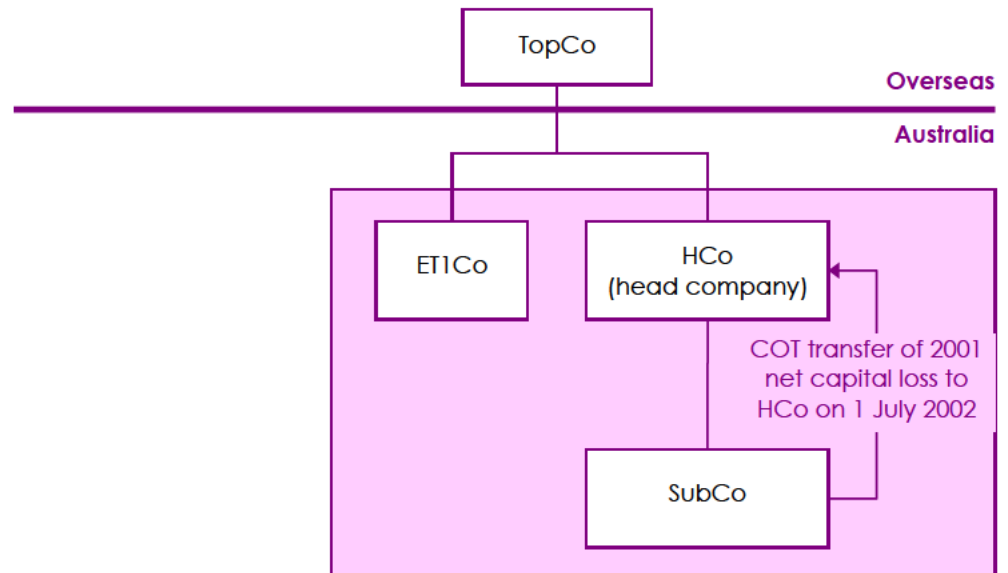 TopCo
Overseas
Australia
ET1Co
HCo
(head company)
COT transfer of 2001
net capital loss to
HCo on 1 July 2002
SubCo